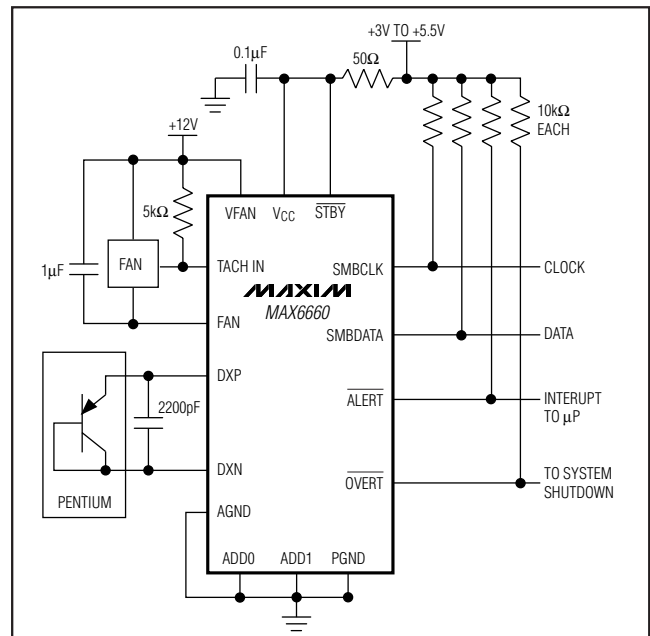 +3V TO +5.5V
0.1µF
50Ω
10kΩ
EACH
+12V
5kΩ
VFAN
VCC
STBY
1µF
FAN
TACH IN
SMBCLK
CLOCK
MAXIM
MAX6660
FAN
SMBDATA
DATA
DXP
2200pF
ALERT
INTERUPT
TO µP
DXN
OVERT
TO SYSTEM
SHUTDOWN
PENTIUM
AGND
ADD0
ADD1
PGND